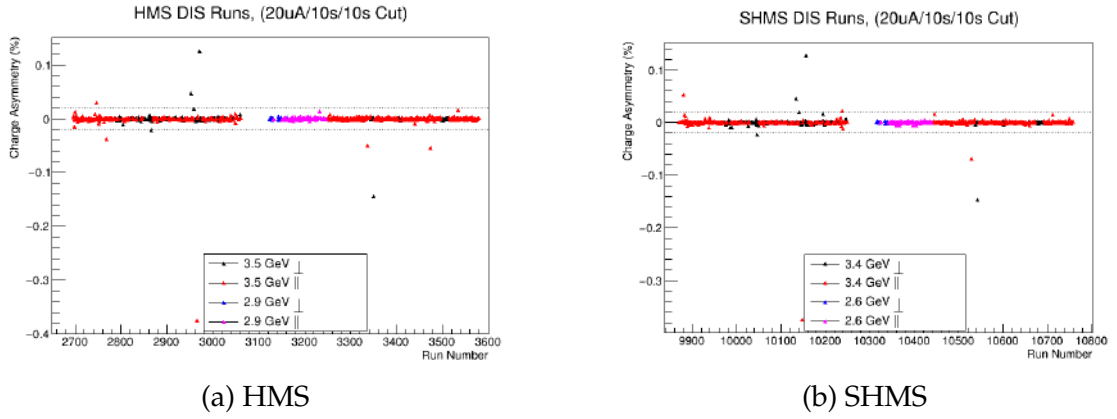 HMS DIS Runs, (20uA/10s/10s Cut)
Charge Asymmetry (%)
0.1
0
−0.1
−0.2
−0.3
−0.4
3.5 GeV ⊥
3.5 GeV ||
2.9 GeV ⊥
2.9 GeV ||
2700 2800 2900 3000 3100 3200 3300 3400 3500 3600
Run Number
(a) HMS
SHMS DIS Runs, (20uA/10s/10s Cut)
Charge Asymmetry (%)
0.1
0
−0.1
−0.2
−0.3
3.4 GeV ⊥
3.4 GeV ||
2.6 GeV ⊥
2.6 GeV ||
9900 10000 10100 10200 10300 10400 10500 10600 10700 10800
Run Number
(b) SHMS